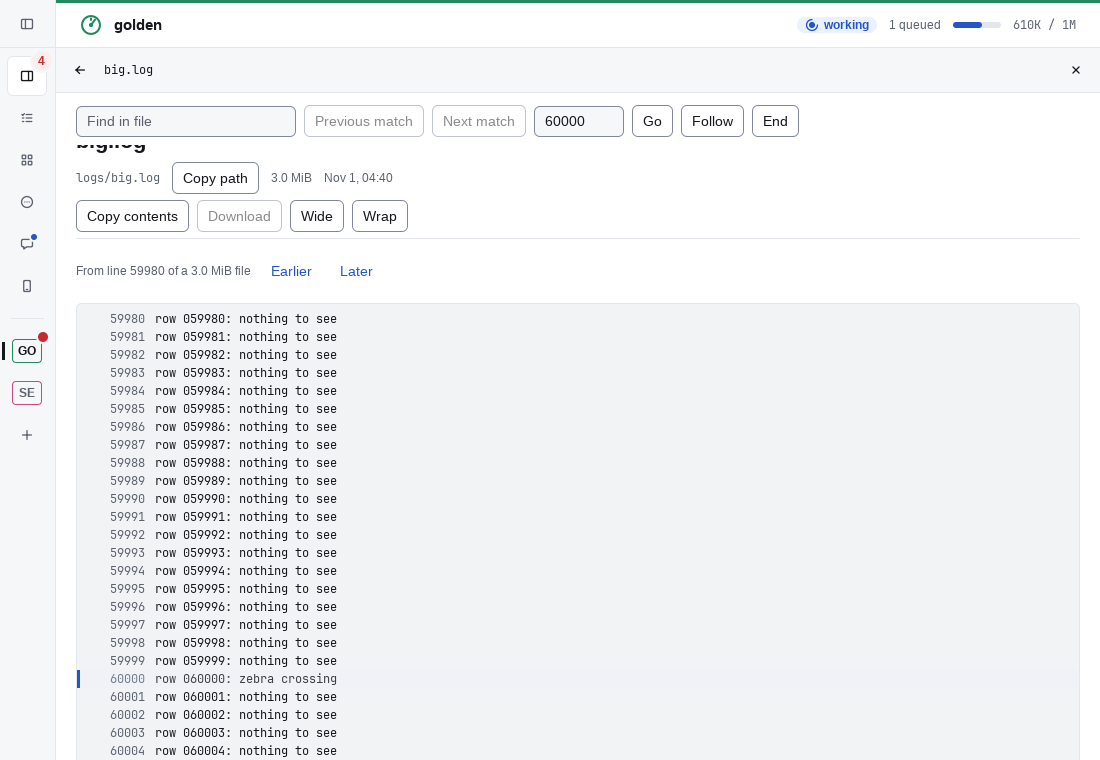 golden
working
1 queued
610K / 1M
4
big.log
Find in file
Previous match
Next match
60000
Go
Follow
End
big.log
logs/big.log
Copy path
3.0 MiB
Nov 1, 04:40
Copy contents
Download
Wide
Wrap
From line 59980 of a 3.0 MiB file
Earlier
Later
GO
SE
59980 row 059980: nothing to see
59981 row 059981: nothing to see
59982 row 059982: nothing to see
59983 row 059983: nothing to see
59984 row 059984: nothing to see
59985 row 059985: nothing to see
59986 row 059986: nothing to see
59987 row 059987: nothing to see
59988 row 059988: nothing to see
59989 row 059989: nothing to see
59990 row 059990: nothing to see
59991 row 059991: nothing to see
59992 row 059992: nothing to see
59993 row 059993: nothing to see
59994 row 059994: nothing to see
59995 row 059995: nothing to see
59996 row 059996: nothing to see
59997 row 059997: nothing to see
59998 row 059998: nothing to see
59999 row 059999: nothing to see
60000 row 060000: zebra crossing
60001 row 060001: nothing to see
60002 row 060002: nothing to see
60003 row 060003: nothing to see
60004 row 060004: nothing to see